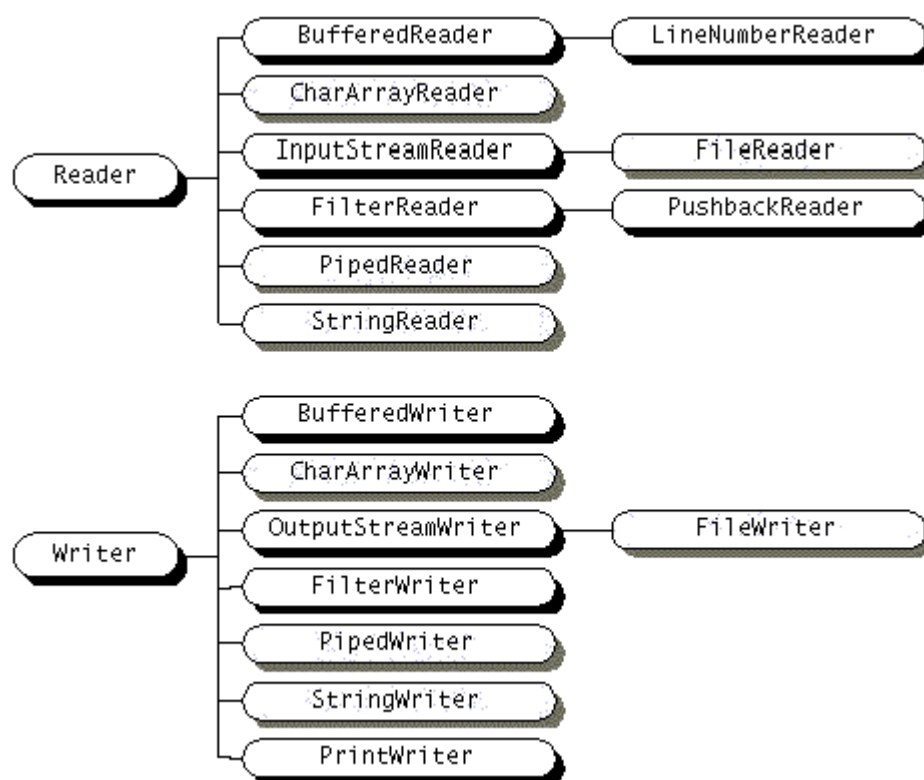 BufferedReader
LineNumberReader
CharArrayReader
InputStreamReader
FileReader
Reader
FilterReader
PushbackReader
PipedReader
StringReader
BufferedWriter
CharArrayWriter
OutputStreamWriter
FileWriter
Writer
FilterWriter
PipedWriter
StringWriter
PrintWriter